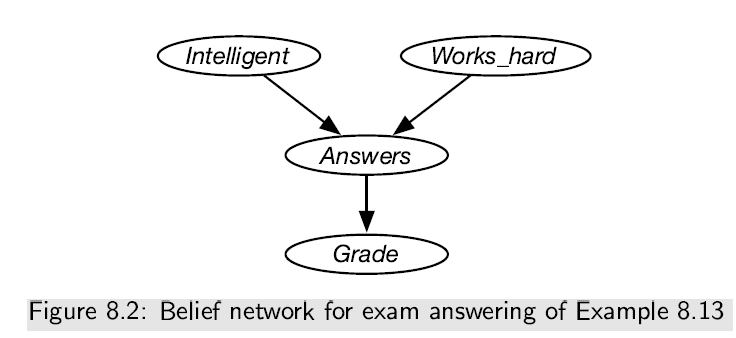 Intelligent Works_hard
Answers
Grade
Figure 8.2: Belief network for exam answering of Example 8.13